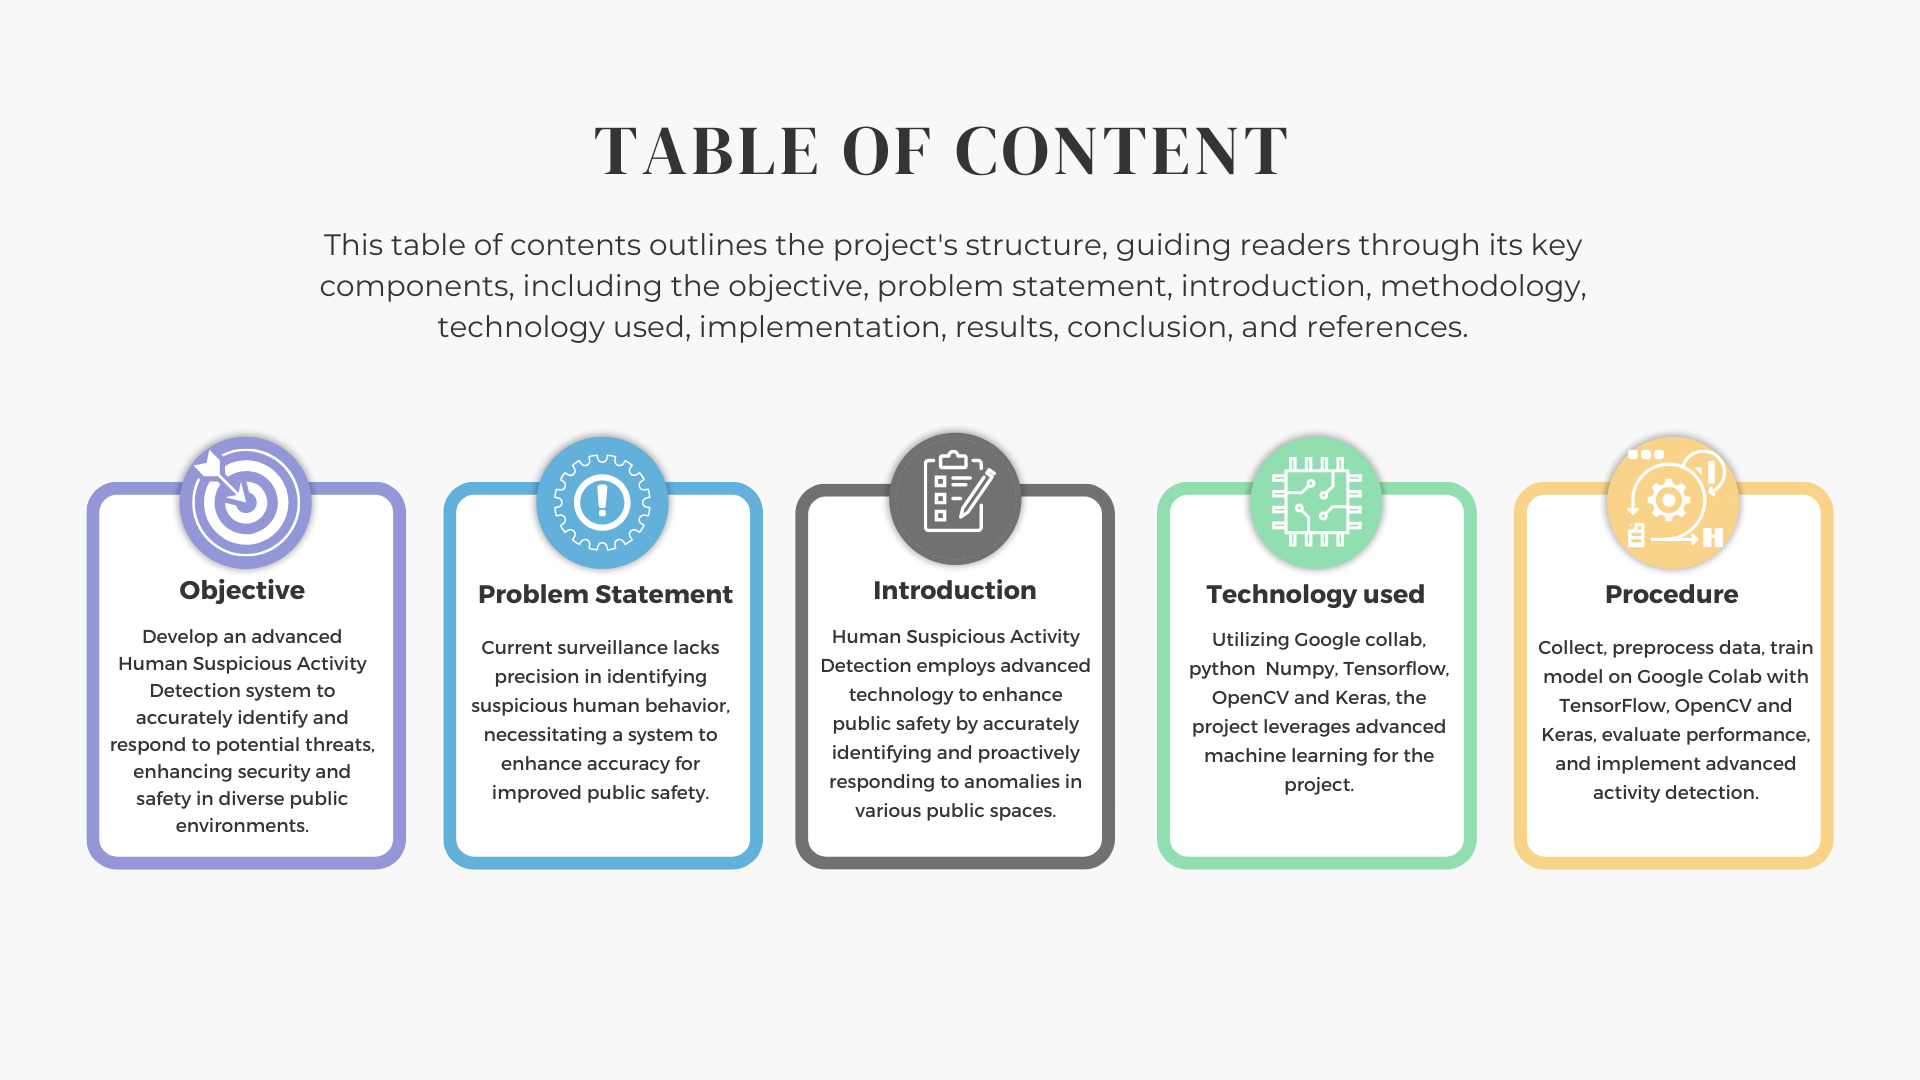 TABLE OF CONTENT
This table of contents outlines the project's structure, guiding readers through its key
components, including the objective, problem statement, introduction, methodology,
technology used, implementation, results, conclusion, and references.
Objective
Develop an advanced
Human Suspicious Activity
Detection system to
accurately identify and
respond to potential threats,
enhancing security and
safety in diverse public
environments.
Problem Statement
Current surveillance lacks
precision in identifying
suspicious human behavior,
necessitating a system to
enhance accuracy for
improved public safety.
Introduction
Human Suspicious Activity
Detection employs advanced
technology to enhance
public safety by accurately
identifying and proactively
responding to anomalies in
various public spaces.
Technology used
Utilizing Google collab,
python  Numpy, Tensorflow,
OpenCV and Keras, the
project leverages advanced
machine learning for the
project.
Procedure
Collect, preprocess data, train
model on Google Colab with
TensorFlow, OpenCV and
Keras, evaluate performance,
and implement advanced
activity detection.